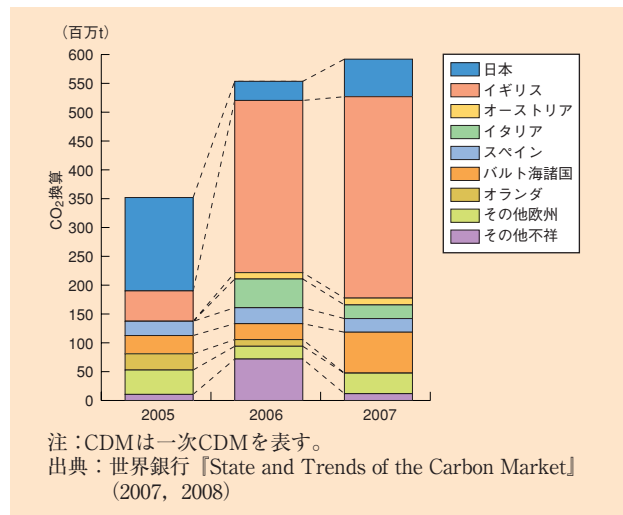 (百万t)
600
550
500
450
400
350
300
250
200
150
100
50
0
CO₂換算
2005
2006
2007
日本
イギリス
オーストリア
イタリア
スペイン
バルト海諸国
オランダ
その他欧州
その他不祥
注：CDMは一次CDMを表す。
出典：世界銀行『State and Trends of the Carbon Market』
(2007，2008)